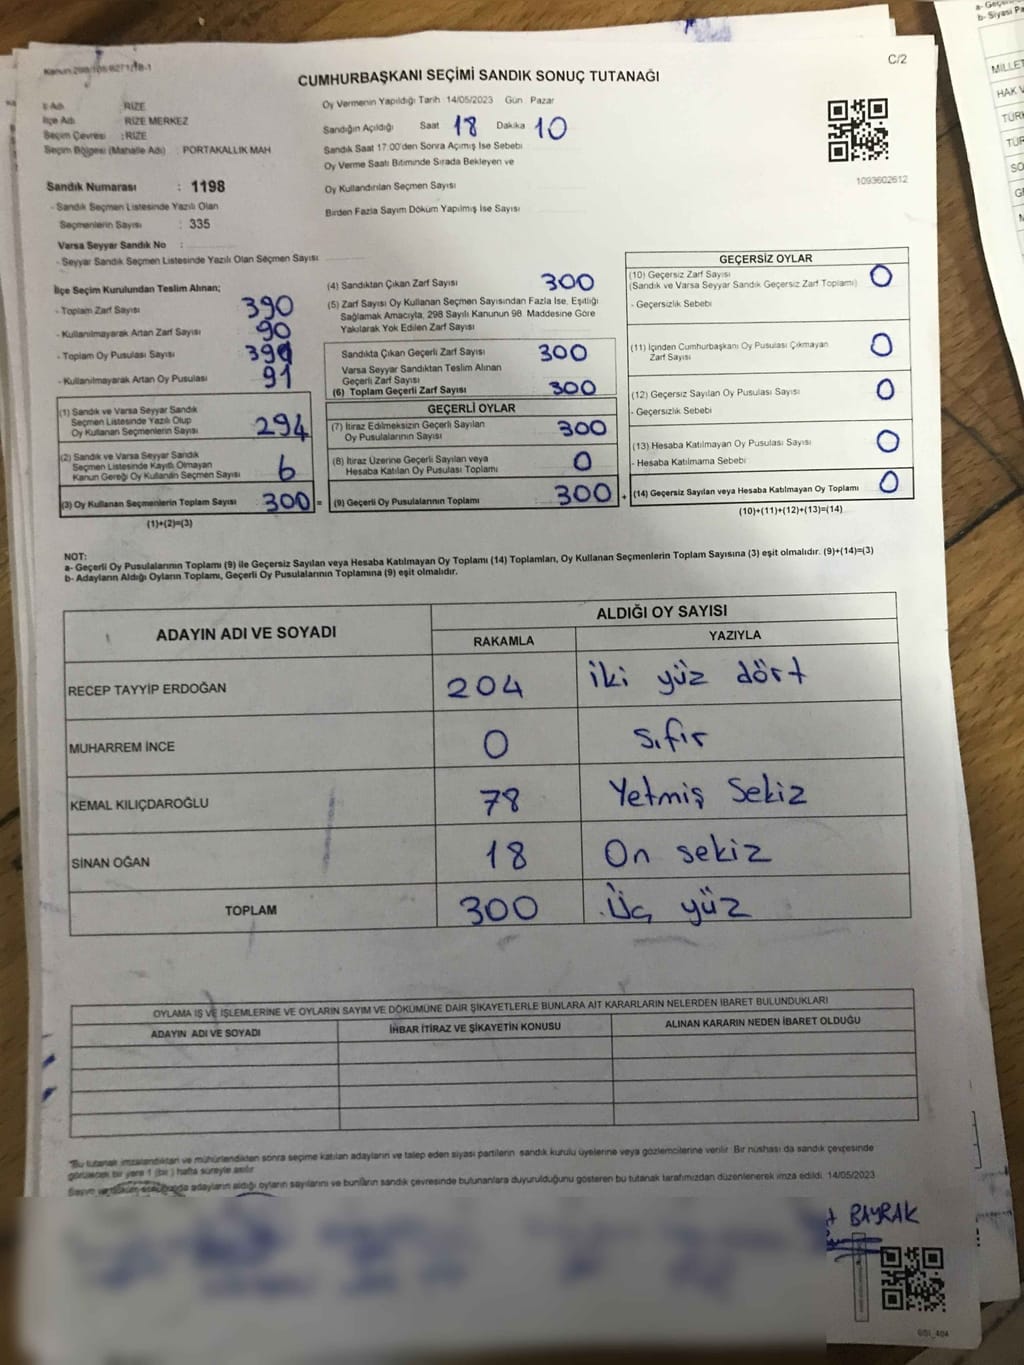 C/2
CUMHURBAŞKANI SEÇİMİ SANDIK SONUÇ TUTANAĞI
İl Adı : RİZE
İlçe Adı : RİZE MERKEZ
Seçim Çevresi : RİZE
Seçim Bölgesi (Mahalle Adı) : PORTAKALLIK MAH
Sandık Numarası : 1198
- Sandık Seçmen Listesinde Yazılı Olan
Seçmenlerin Sayısı : 335
Varsa Seyyar Sandık No :
- Seyyar Sandık Seçmen Listesinde Yazılı Olan Seçmen Sayısı
Oy Vermenin Yapıldığı Tarih 14/05/2023 Gün Pazar
Sandığın Açıldığı Saat 18 Dakika 10
Sandık Saat 17:00'den Sonra Açılmış İse Sebebi
Oy Verme Saati Bitiminde Sırada Bekleyen ve
Oy Kullandırılan Seçmen Sayısı
Birden Fazla Sayım Döküm Yapılmış İse Sayısı
1093602612
İlçe Seçim Kurulundan Teslim Alınan;
- Toplam Zarf Sayısı 390
- Kullanılmayarak Artan Zarf Sayısı 90
- Toplam Oy Pusulası Sayısı
- Kullanılmayarak Artan Oy Pusulası 91
(1) Sandık ve Varsa Seyyar Sandık
Seçmen Listesinde Yazılı Olup
Oy Kullanan Seçmenlerin Sayısı 294
(2) Sandık ve Varsa Seyyar Sandık
Seçmen Listesinde Kayıtlı Olmayan
Kanun Gereği Oy Kullanan Seçmen Sayısı 6
(3) Oy Kullanan Seçmenlerin Toplam Sayısı 300 =
(1)+(2)=(3)
(4) Sandıktan Çıkan Zarf Sayısı 300
(5) Zarf Sayısı Oy Kullanan Seçmen Sayısından Fazla İse, Eşitliği
Sağlamak Amacıyla, 298 Sayılı Kanunun 98. Maddesine Göre
Yakılarak Yok Edilen Zarf Sayısı
Sandıkta Çıkan Geçerli Zarf Sayısı 300
Varsa Seyyar Sandıktan Teslim Alınan
Geçerli Zarf Sayısı
(6) Toplam Geçerli Zarf Sayısı 300
GEÇERLİ OYLAR
(7) İtiraz Edilmeksizin Geçerli Sayılan
Oy Pusulalarının Sayısı 300
(8) İtiraz Üzerine Geçerli Sayılan veya
Hesaba Katılan Oy Pusulası Toplamı 0
(9) Geçerli Oy Pusulalarının Toplamı 300 +
GEÇERSİZ OYLAR
(10) Geçersiz Zarf Sayısı 0
(Sandık ve Varsa Seyyar Sandık Geçersiz Zarf Toplamı)
- Geçersizlik Sebebi
(11) İçinden Cumhurbaşkanı Oy Pusulası Çıkmayan
Zarf Sayısı 0
(12) Geçersiz Sayılan Oy Pusulası Sayısı 0
- Geçersizlik Sebebi
(13) Hesaba Katılmayan Oy Pusulası Sayısı 0
- Hesaba Katılmama Sebebi
(14) Geçersiz Sayılan veya Hesaba Katılmayan Oy Toplamı 0
(10)+(11)+(12)+(13)=(14)
NOT:
a- Geçerli Oy Pusulalarının Toplamı (9) ile Geçersiz Sayılan veya Hesaba Katılmayan Oy Toplamı (14) Toplamları, Oy Kullanan Seçmenlerin Toplam Sayısına (3) eşit olmalıdır. (9)+(14)=(3)
b- Adayların Aldığı Oyların Toplamı, Geçerli Oy Pusulalarının Toplamına (9) eşit olmalıdır.
ADAYIN ADI VE SOYADI ALDIĞI OY SAYISI
RAKAMLA YAZIYLA
RECEP TAYYİP ERDOĞAN 204 iki yüz dört
MUHARREM İNCE 0 sıfır
KEMAL KILIÇDAROĞLU 78 Yetmiş Sekiz
SİNAN OĞAN 18 On sekiz
TOPLAM 300 Üç yüz
OYLAMA İŞ VE İŞLEMLERİNE VE OYLARIN SAYIM VE DÖKÜMÜNE DAİR ŞİKAYETLERLE BUNLARA AİT KARARLARIN NELERDEN İBARET BULUNDUKLARI
ADAYIN ADI VE SOYADI İHBAR İTİRAZ VE ŞİKAYETİN KONUSU ALINAN KARARIN NEDEN İBARET OLDUĞU
*Bu tutanak imzalandıktan ve mühürlendikten sonra seçime katılan adayların ve talep eden siyasi partilerin sandık kurulu üyelerine veya gözlemcilerine verilir. Bir nüshası da sandık çevresinde
görülecek bir yere 1 (bir) hafta süreyle asılır.
adayların aldığı oyların sayılarını ve bunların sandık çevresinde bulunanlara duyurulduğunu gösteren bu tutanak tarafımızdan düzenlenerek imza edildi. 14/05/2023
BAYRAK